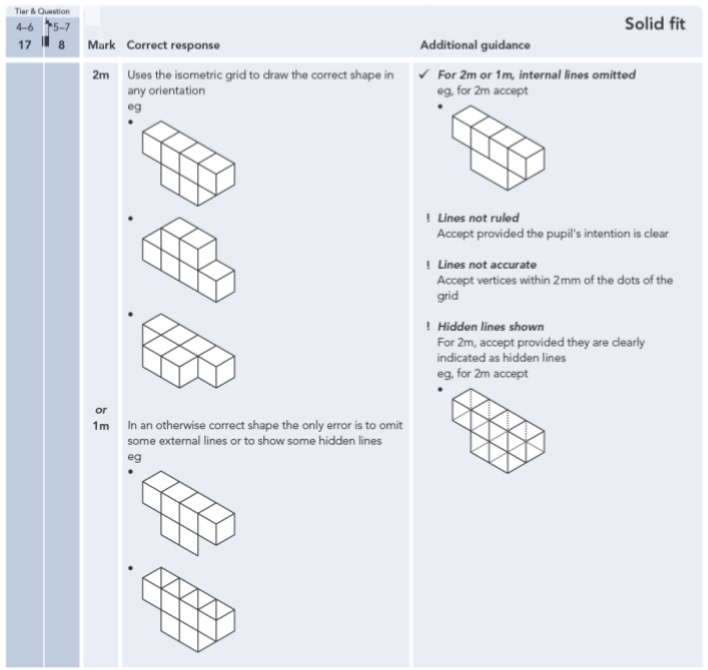 Tier & Question
4–6 5–7
17 8
Solid fit
Mark Correct response
Additional guidance
2m Uses the isometric grid to draw the correct shape in
any orientation
eg
•
•
•
or
1m In an otherwise correct shape the only error is to omit
some external lines or to show some hidden lines
eg
•
•
✓ For 2m or 1m, internal lines omitted
eg, for 2m accept
•
! Lines not ruled
Accept provided the pupil's intention is clear
! Lines not accurate
Accept vertices within 2mm of the dots of the
grid
! Hidden lines shown
For 2m, accept provided they are clearly
indicated as hidden lines
eg, for 2m accept
•